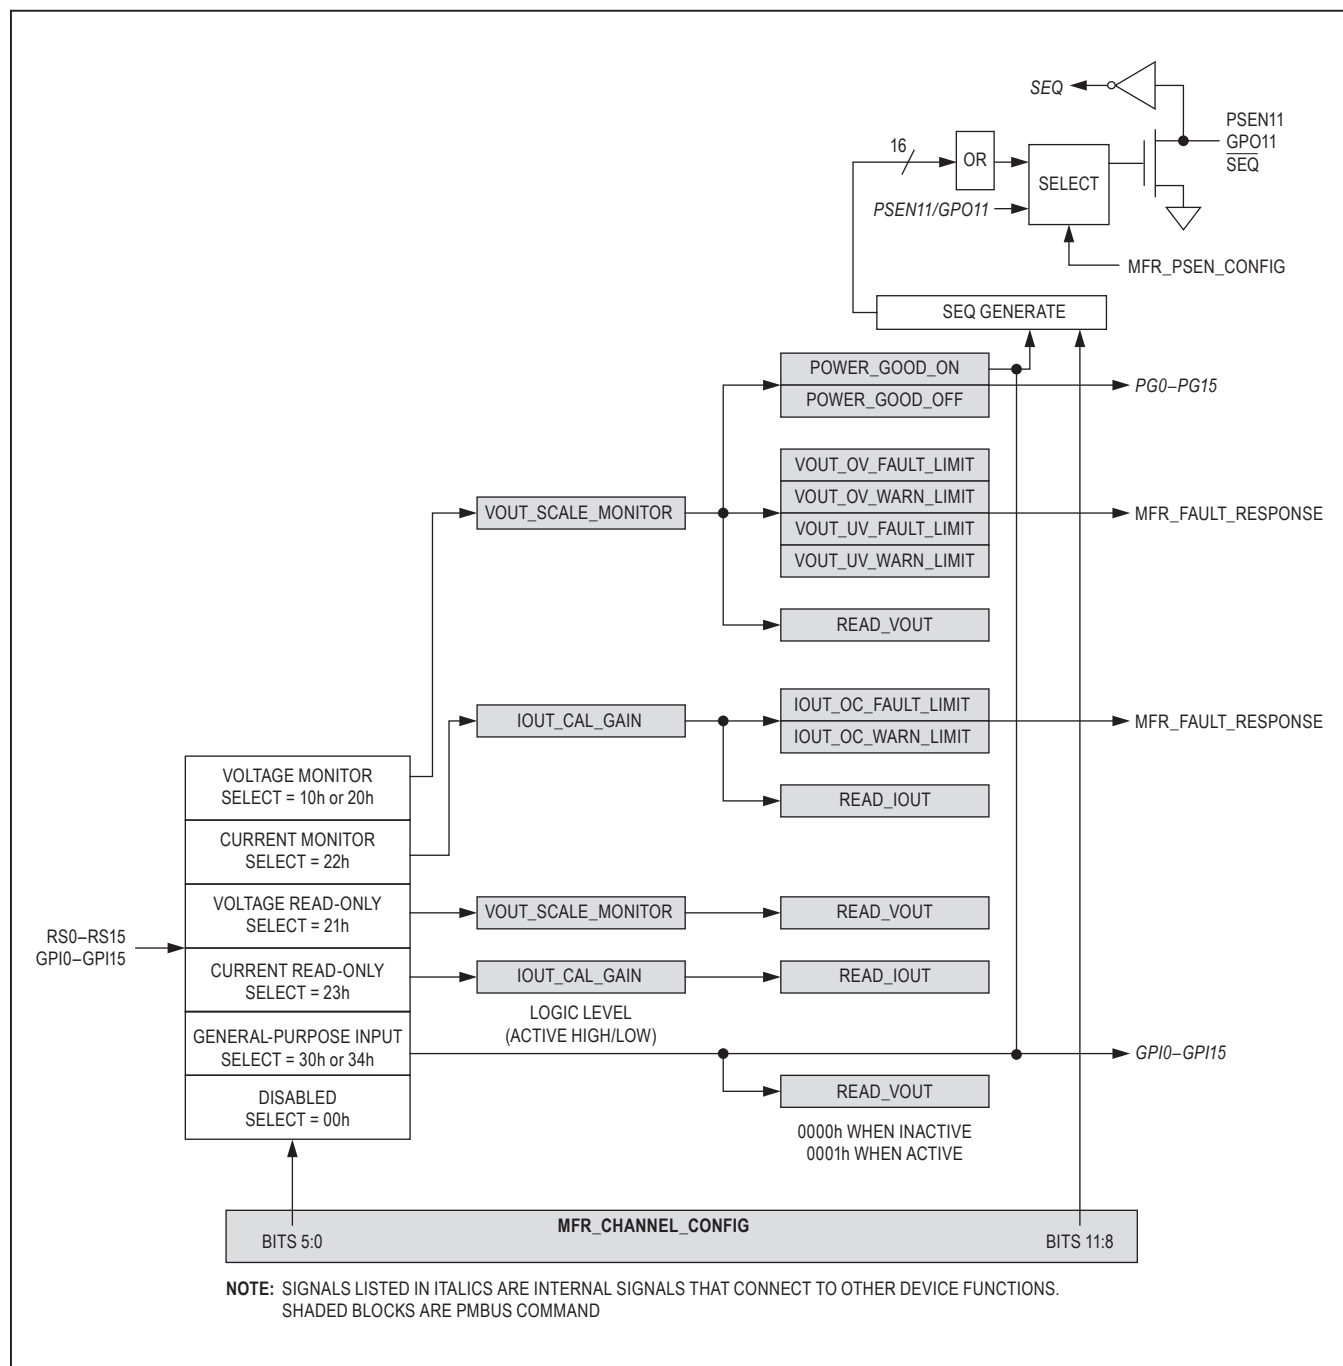 SEQ
PSEN11
GPO11
SEQ
16
OR
SELECT
PSEN11/GPO11
MFR_PSEN_CONFIG
SEQ GENERATE
POWER_GOOD_ON
POWER_GOOD_OFF
PG0–PG15
VOUT_OV_FAULT_LIMIT
VOUT_OV_WARN_LIMIT
VOUT_UV_FAULT_LIMIT
VOUT_UV_WARN_LIMIT
VOUT_SCALE_MONITOR
MFR_FAULT_RESPONSE
READ_VOUT
IOUT_CAL_GAIN
IOUT_OC_FAULT_LIMIT
IOUT_OC_WARN_LIMIT
MFR_FAULT_RESPONSE
READ_IOUT
VOLTAGE MONITOR
SELECT = 10h or 20h
CURRENT MONITOR
SELECT = 22h
VOLTAGE READ-ONLY
SELECT = 21h
VOUT_SCALE_MONITOR
READ_VOUT
RS0–RS15
GPI0–GPI15
CURRENT READ-ONLY
SELECT = 23h
IOUT_CAL_GAIN
READ_IOUT
LOGIC LEVEL
(ACTIVE HIGH/LOW)
GENERAL-PURPOSE INPUT
SELECT = 30h or 34h
GPI0–GPI15
DISABLED
SELECT = 00h
READ_VOUT
0000h WHEN INACTIVE
0001h WHEN ACTIVE
MFR_CHANNEL_CONFIG
BITS 5:0
BITS 11:8
NOTE: SIGNALS LISTED IN ITALICS ARE INTERNAL SIGNALS THAT CONNECT TO OTHER DEVICE FUNCTIONS.
SHADED BLOCKS ARE PMBUS COMMAND